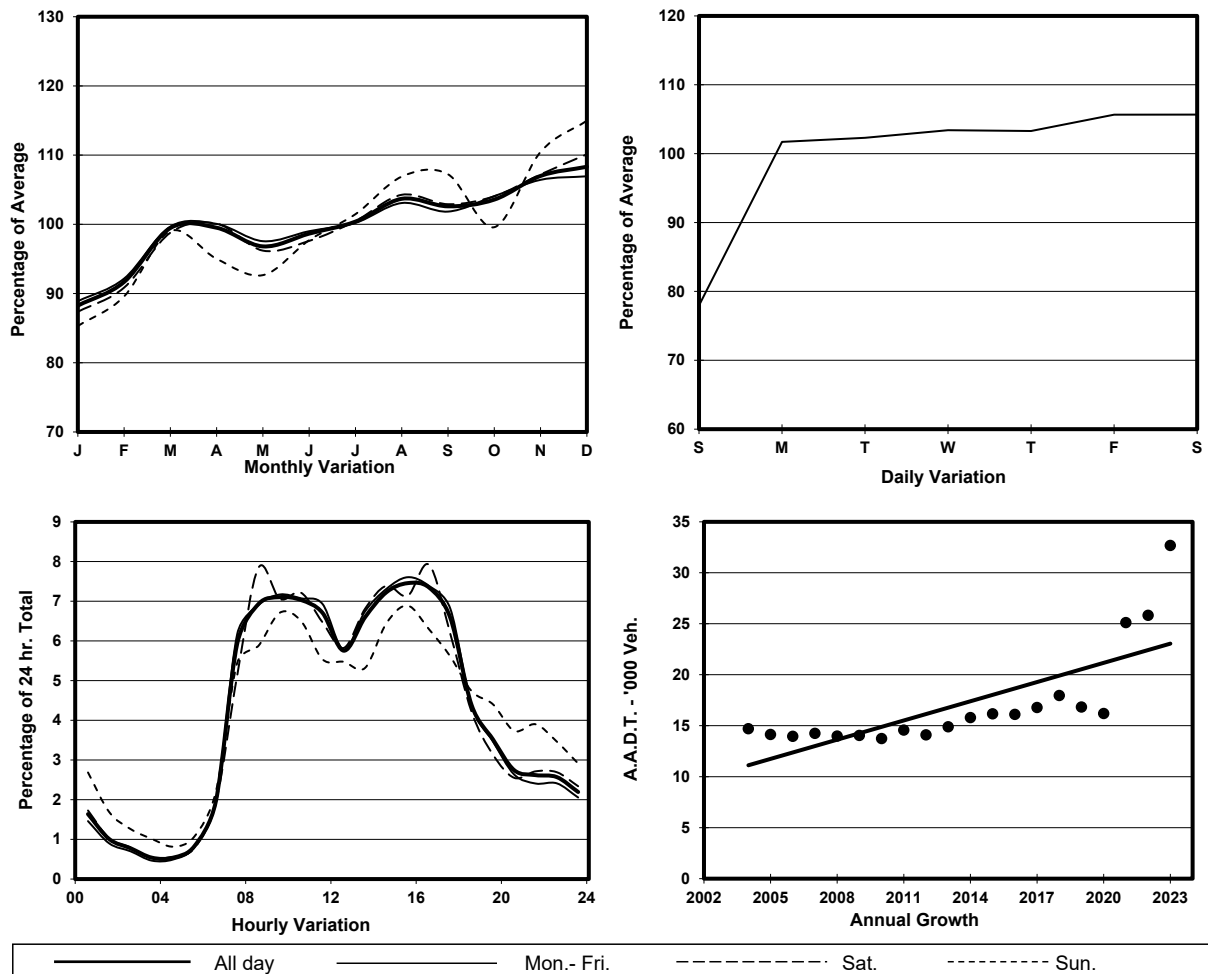 130
120
110
100
90
80
70
Percentage of Average
J F M A M J J A S O N D
Monthly Variation
120
110
100
90
80
70
60
Percentage of Average
S M T W T F S
Daily Variation
9
8
7
6
5
4
3
2
1
0
Percentage of 24 hr. Total
00 04 08 12 16 20 24
Hourly Variation
35
30
25
20
15
10
5
0
A.A.D.T. - '000 Veh.
2002 2005 2008 2011 2014 2017 2020 2023
Annual Growth
All day Mon.- Fri. Sat. Sun.